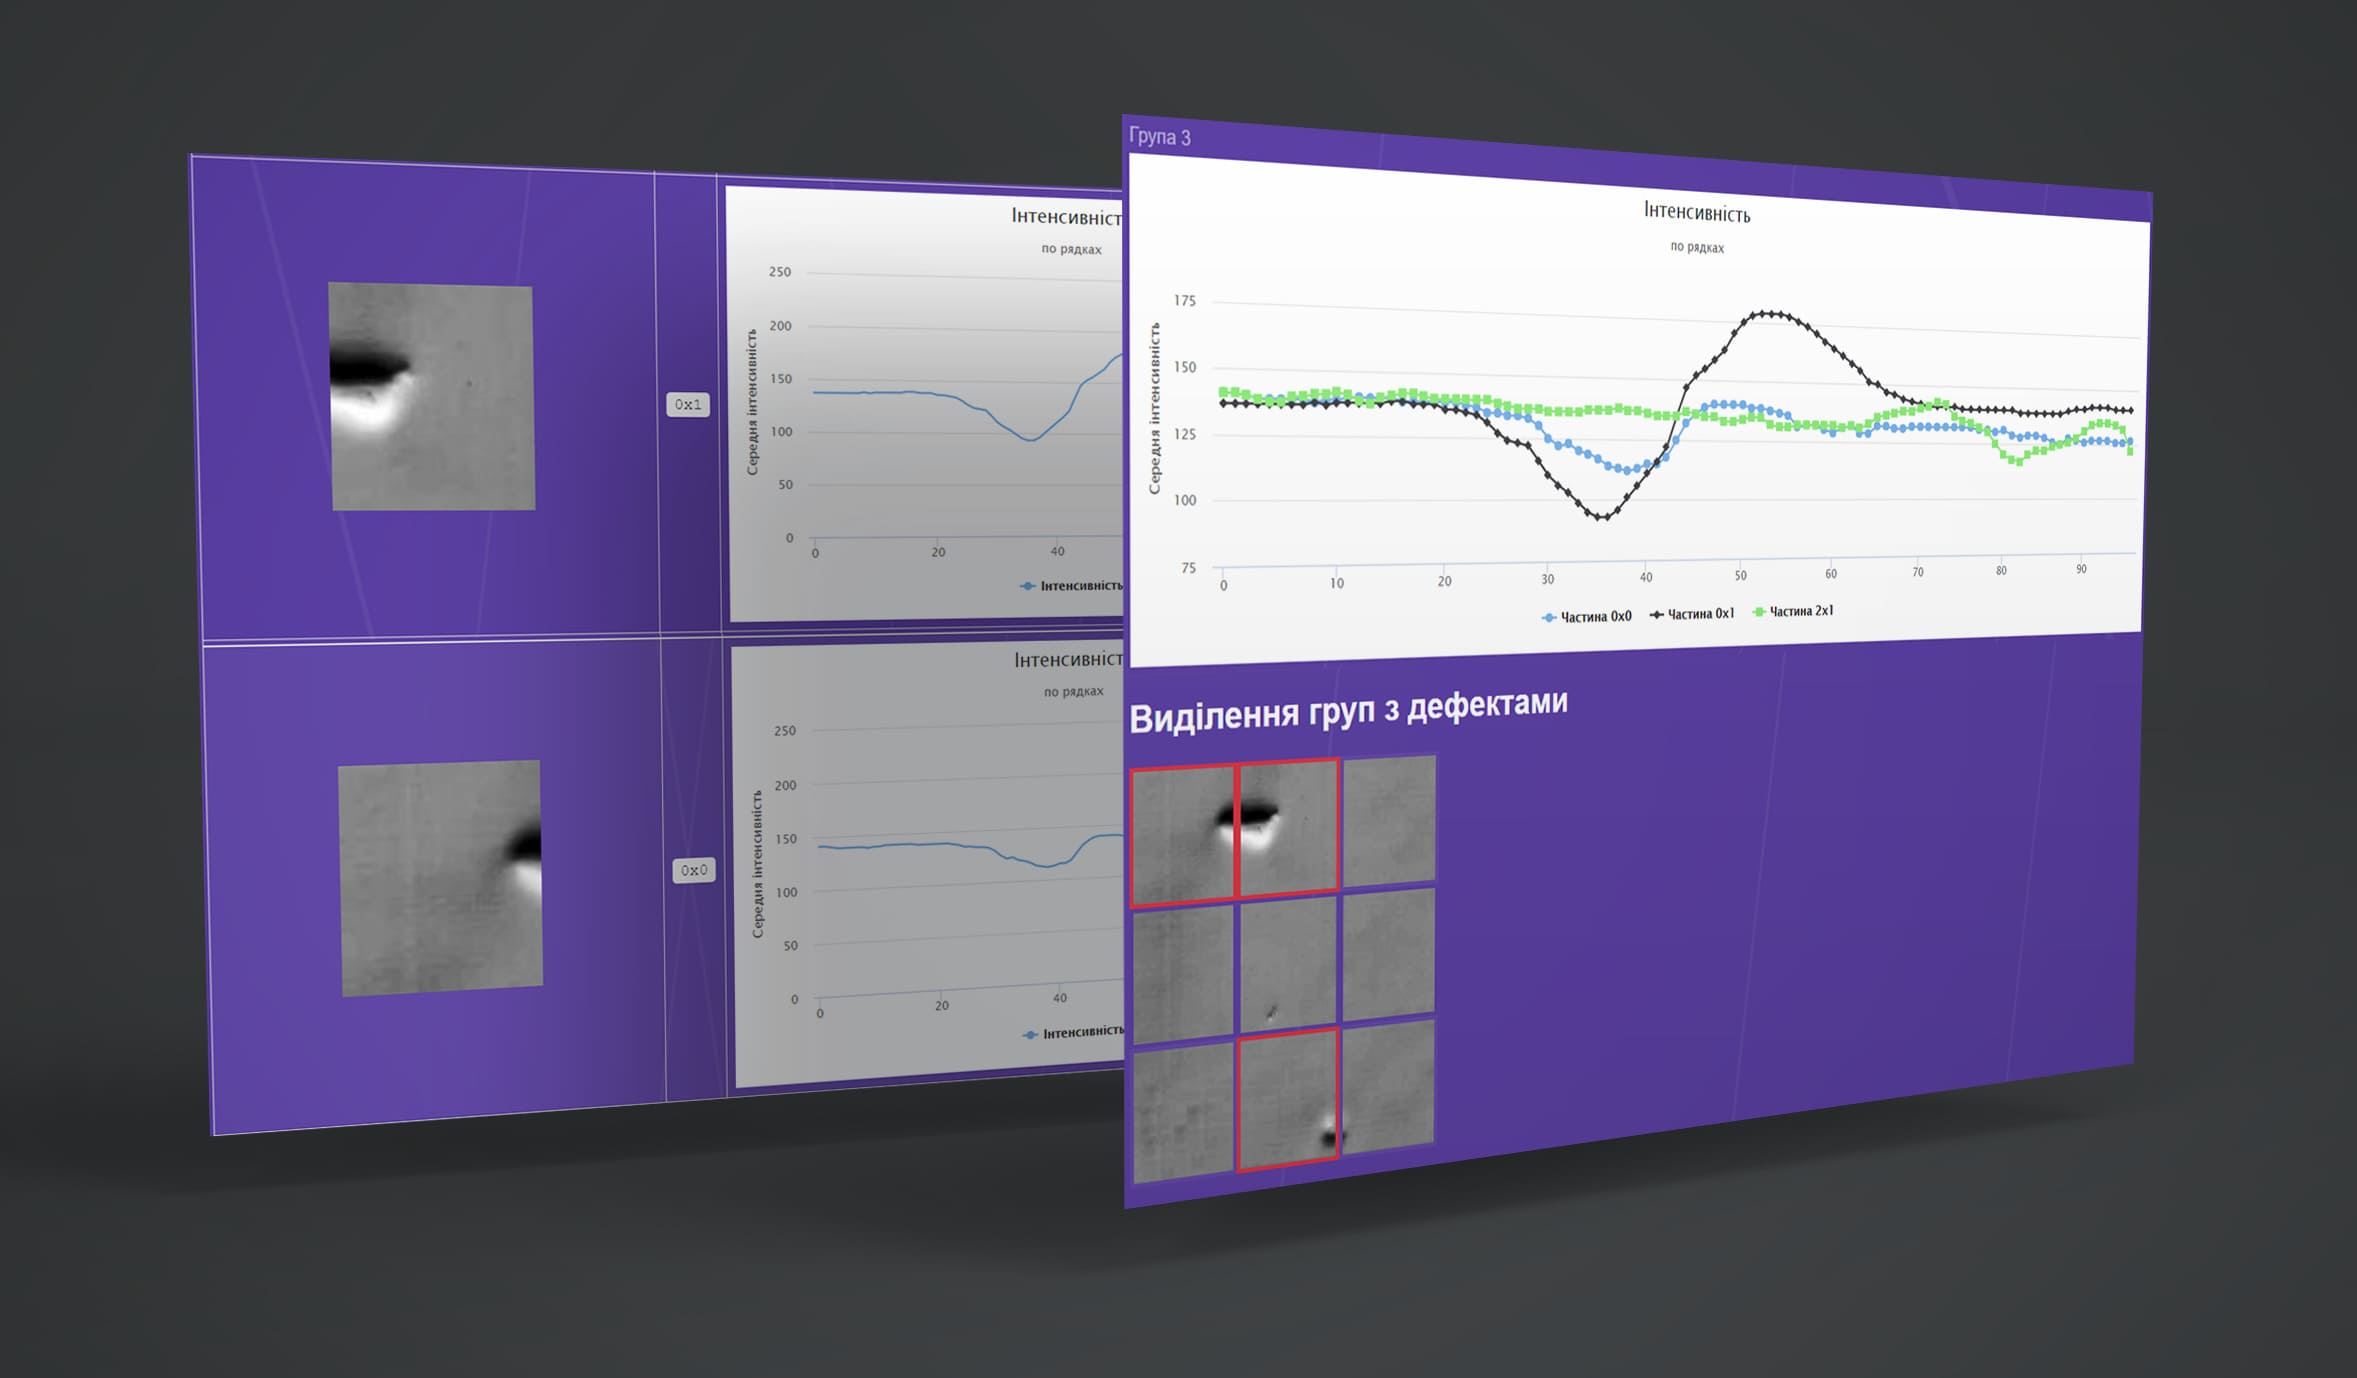 0x1
Інтенсивніст
по рядках
Середня інтенсивність
250
200
150
100
50
0
0 20 40
Інтенсивність
0x0
Інтенсивніст
по рядках
Середня інтенсивність
250
200
150
100
50
0
0 20 40
Інтенсивність
Група 3
Інтенсивність
по рядках
Середня інтенсивність
175
150
125
100
75
0 10 20 30 40 50 60 70 80 90
Частина 0x0 Частина 0x1 Частина 2x1
Виділення груп з дефектами